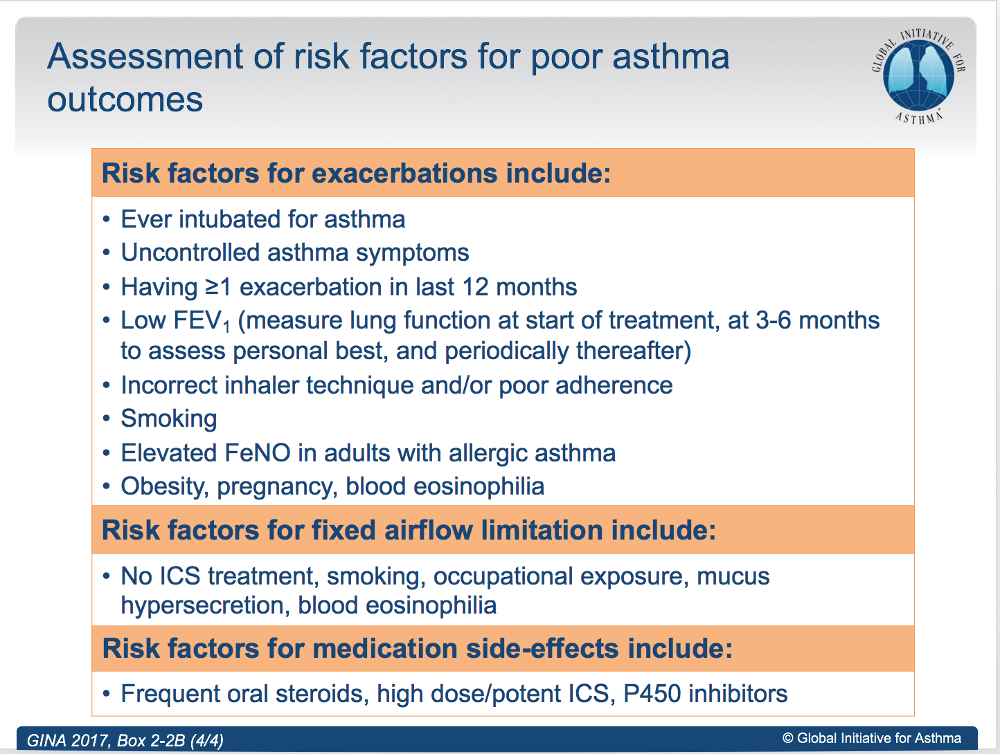 Assessment of risk factors for poor asthma
outcomes
GLOBAL INITIATIVE FOR
ASTHMA®
Risk factors for exacerbations include:
• Ever intubated for asthma
• Uncontrolled asthma symptoms
• Having ≥1 exacerbation in last 12 months
• Low FEV₁ (measure lung function at start of treatment, at 3-6 months
to assess personal best, and periodically thereafter)
• Incorrect inhaler technique and/or poor adherence
• Smoking
• Elevated FeNO in adults with allergic asthma
• Obesity, pregnancy, blood eosinophilia
Risk factors for fixed airflow limitation include:
• No ICS treatment, smoking, occupational exposure, mucus
hypersecretion, blood eosinophilia
Risk factors for medication side-effects include:
• Frequent oral steroids, high dose/potent ICS, P450 inhibitors
GINA 2017, Box 2-2B (4/4)
© Global Initiative for Asthma